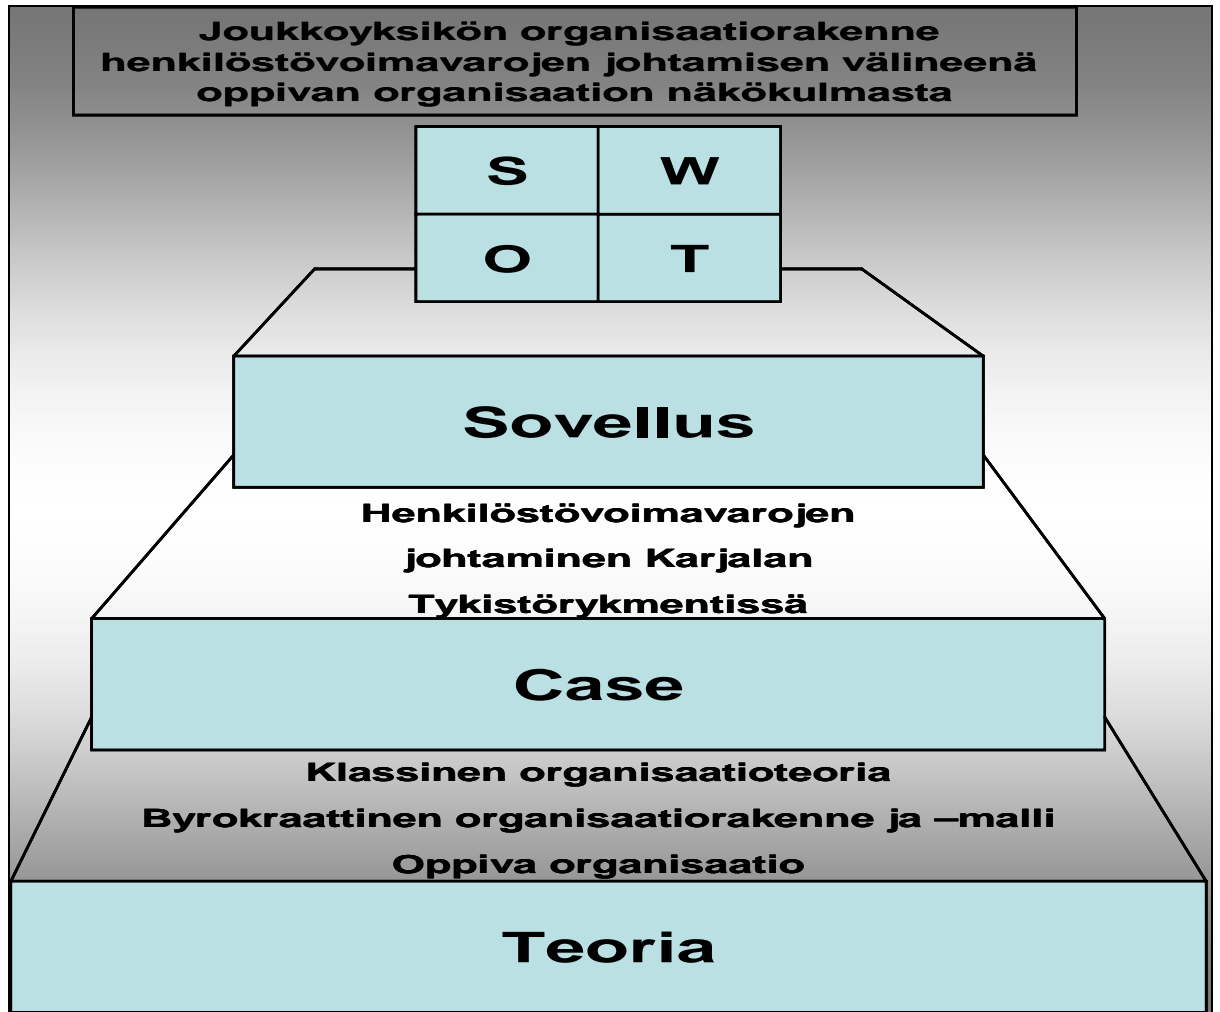 Joukkoyksikön organisaatiorakenne
henkilöstövoimavarojen johtamisen välineenä
oppivan organisaation näkökulmasta
S W
O T
Sovellus
Henkilöstövoimavarojen
johtaminen Karjalan
Tykistörykmentissä
Case
Klassinen organisaatioteoria
Byrokraattinen organisaatiorakenne ja –malli
Oppiva organisaatio
Teoria